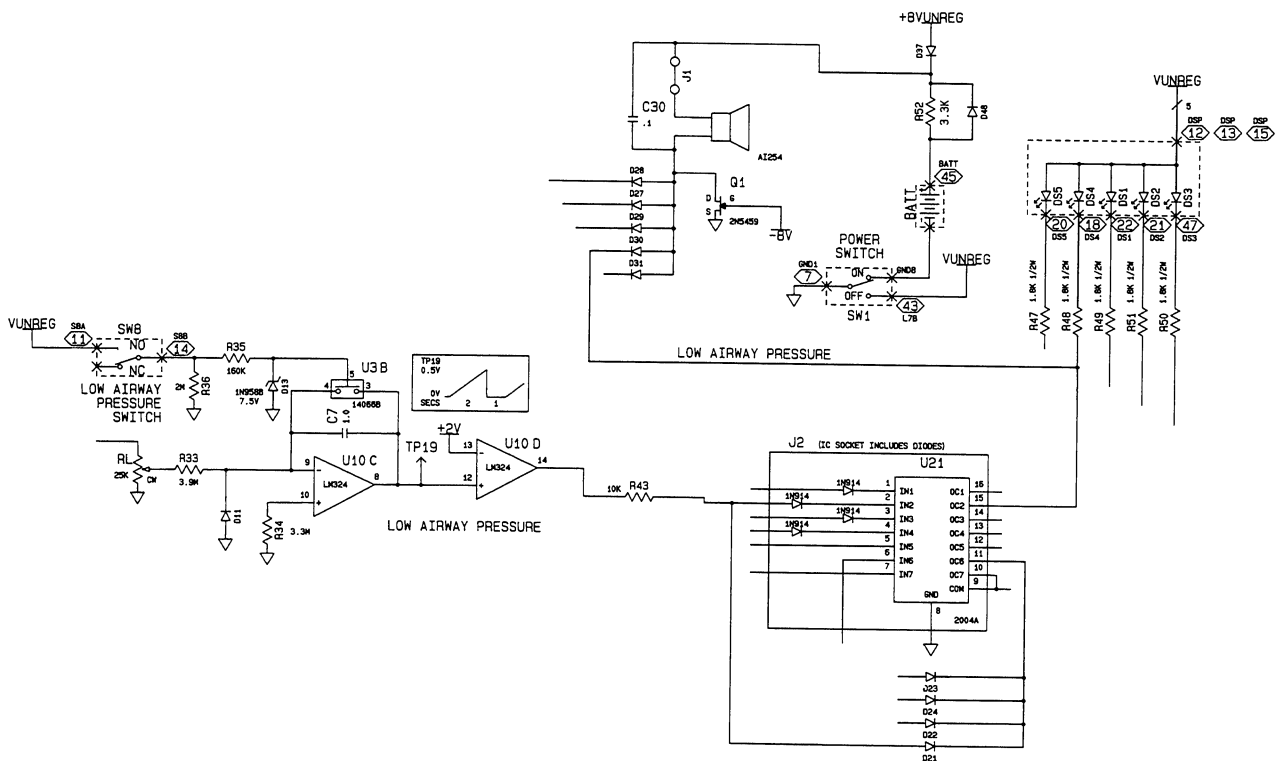 +8VUNREG
D37
J1
C30
.1
R52
3.3K
D48
VUNREG
5
DSP
12
DSP
13
DSP
15
AI254
BATT
45
BATT
D28
D27
D29
D30
D31
Q1
D
G
S
2N5459
-8V
DS5
DS4
DS1
DS2
DS3
20
18
22
21
47
DS5
DS4
DS1
DS2
DS3
POWER
SWITCH
GND1
7
ON
GNDB
OFF
43
L7B
SW1
VUNREG
R47 1.8K 1/2W
R48 1.8K 1/2W
R49 1.8K 1/2W
R51 1.8K 1/2W
R50 1.8K 1/2W
VUNREG
S8A
11
SW8
NO
NC
S8B
14
LOW AIRWAY
PRESSURE
SWITCH
R36
2M
R35
160K
1N958B
7.5V
D13
U3B
5
4
3
14066B
C7
1.0
TP19
0.5V
0V
SECS
2
1
LOW AIRWAY PRESSURE
RL
25K
CW
R33
3.9M
D11
U10 C
9
10
8
LM324
R34
3.3M
TP19
+2V
13
12
U10 D
LM324
14
LOW AIRWAY PRESSURE
10K
R43
J2 (IC SOCKET INCLUDES DIODES)
U21
1N914
1N914
1N914
1N914
1 IN1 OC1 16
2 IN2 OC2 15
3 IN3 OC3 14
4 IN4 OC4 13
5 IN5 OC5 12
6 IN6 OC6 11
7 IN7 OC7 10
COM 9
GND
8
2004A
D23
D24
D22
D21